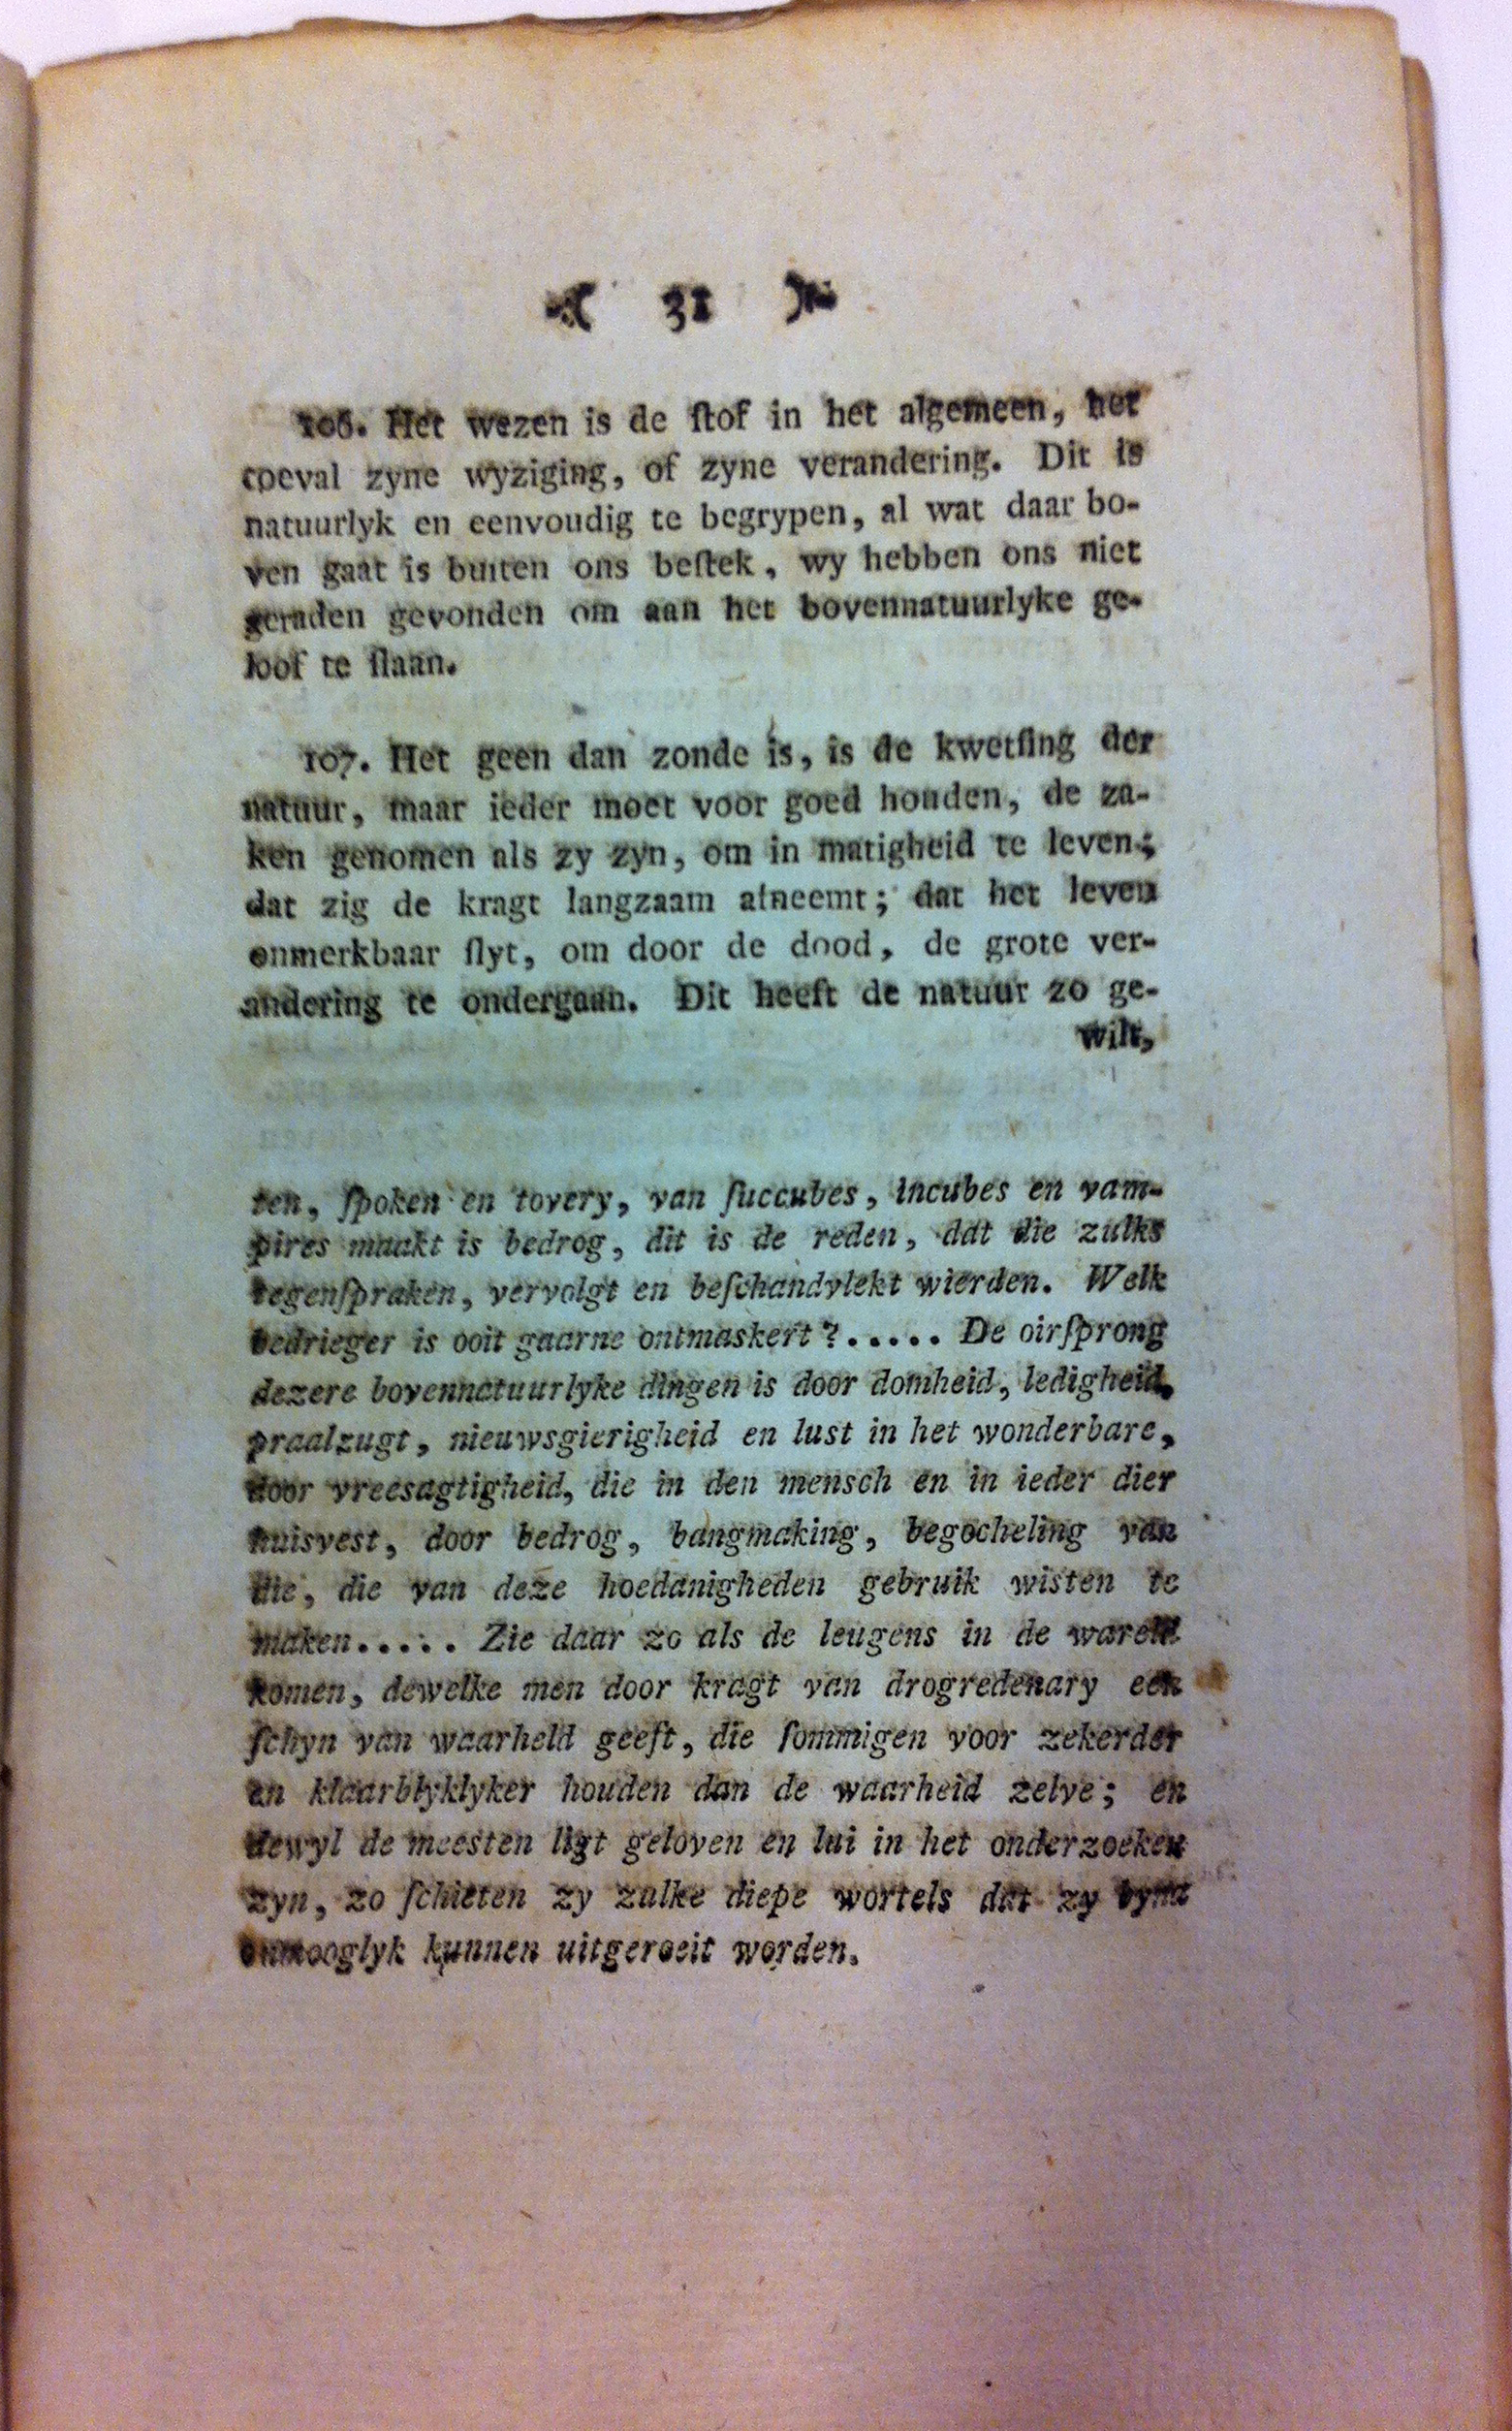 31
106. Het wezen is de ſtof in het algemeen, het
toeval zyne wyziging, of zyne verandering. Dit is
natuurlyk en eenvoudig te begrypen, al wat daar bo-
ven gaat is buiten ons beſtek, wy hebben ons niet
geraden gevonden om aan het bovennatuurlyke ge-
loof te ſlaan.
107. Het geen dan zonde is, is de kwetſing der
natuur, maar ieder moet voor goed houden, de za-
ken genomen als zy zyn, om in matigheid te leven;
dat zig de kragt langzaam afneemt; dat het leven
onmerkbaar ſlyt, om door de dood, de grote ver-
andering te ondergaan. Dit heeft de natuur zo ge-
wilt,
ten, ſpoken en tovery, van ſuccubes, incubes en vam-
pires maakt is bedrog, dit is de reden, dat die zulks
tegenſpraken, vervolgt en beſchandvlekt wierden. Welk
bedrieger is ooit gaarne ontmaskert?..... De oirſprong
dezere bovennatuurlyke dingen is door domheid, ledigheid,
praalzugt, nieuwsgierigheid en lust in het wonderbare,
door vreesagtigheid, die in den mensch en in ieder dier
huisvest, door bedrog, bangmaking, begocheling van
die, die van deze hoedanigheden gebruik wisten te
maken..... Zie daar zo als de leugens in de warelt
komen, dewelke men door kragt van drogredenary een
ſchyn van waarheid geeft, die ſommigen voor zekerder
en klaarblyklyker houden dan de waarheid zelve; en
dewyl de meesten ligt geloven en lui in het onderzoeken
zyn, zo ſchieten zy zulke diepe wortels dat zy byna
onmooglyk kunnen uitgeroeit worden.